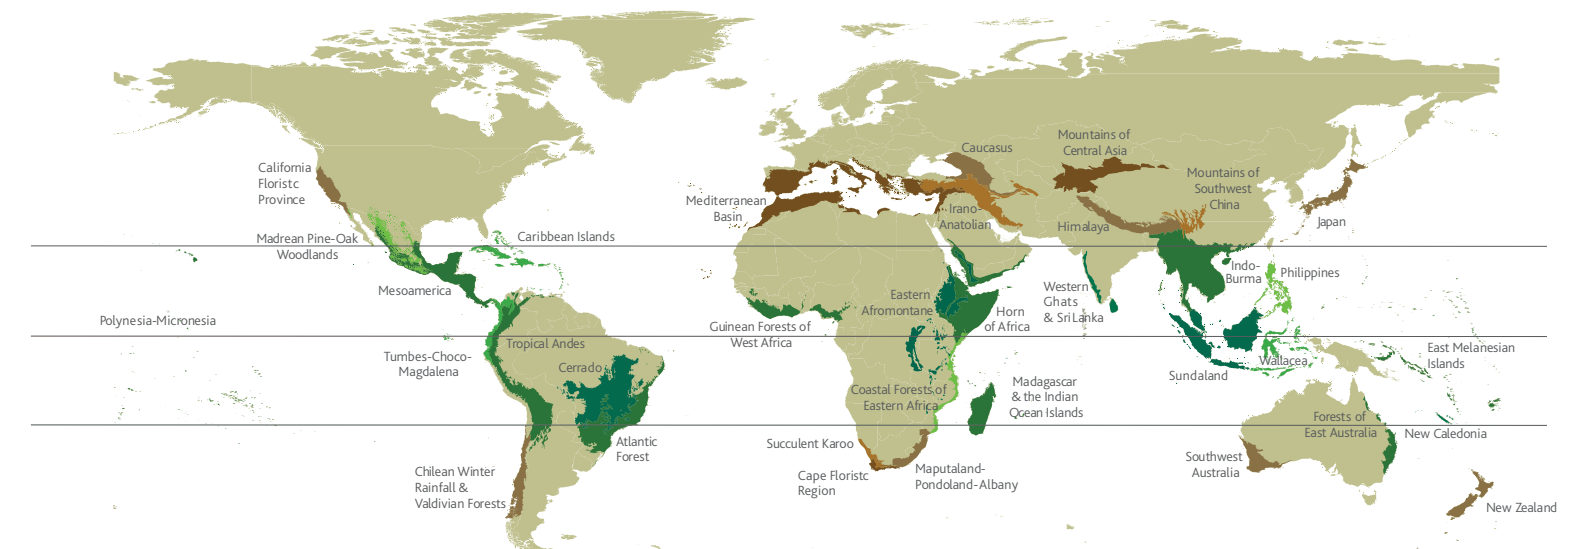 California
Floristc
Province
Madrean Pine-Oak
Woodlands
Caribbean Islands
Mesoamerica
Polynesia-Micronesia
Tumbes-Choco-
Magdalena
Tropical Andes
Cerrado
Atlantic
Forest
Chilean Winter
Rainfall &
Valdivian Forests
Mediterranean
Basin
Caucasus
Irano-
Anatolian
Mountains of
Central Asia
Mountains of
Southwest
China
Himalaya
Japan
Western
Ghats
& Sri Lanka
Indo-
Burma
Philippines
Eastern
Afromontane
Horn
of Africa
Guinean Forests of
West Africa
Coastal Forests of
Eastern Africa
Madagascar
& the Indian
Ocean Islands
Succulent Karoo
Cape Floristc
Region
Maputaland-
Pondoland-Albany
Sundaland
Wallacea
East Melanesian
Islands
Forests of
East Australia
New Caledonia
Southwest
Australia
New Zealand